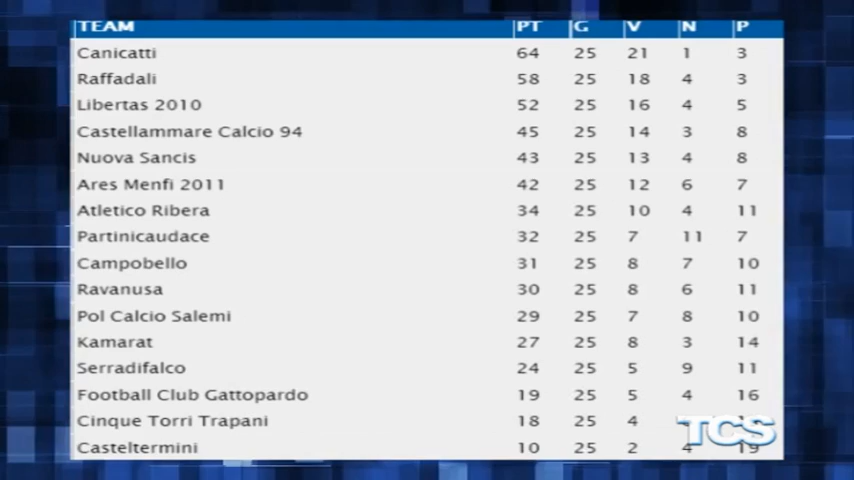 TEAM PT G V N P
Canicatti 64 25 21 1 3
Raffadali 58 25 18 4 3
Libertas 2010 52 25 16 4 5
Castellammare Calcio 94 45 25 14 3 8
Nuova Sancis 43 25 13 4 8
Ares Menfi 2011 42 25 12 6 7
Atletico Ribera 34 25 10 4 11
Partinicaudace 32 25 7 11 7
Campobello 31 25 8 7 10
Ravanusa 30 25 8 6 11
Pol Calcio Salemi 29 25 7 8 10
Kamarat 27 25 8 3 14
Serradifalco 24 25 5 9 11
Football Club Gattopardo 19 25 5 4 16
Cinque Torri Trapani 18 25 4
TCS
Casteltermini 10 25 2 4 19